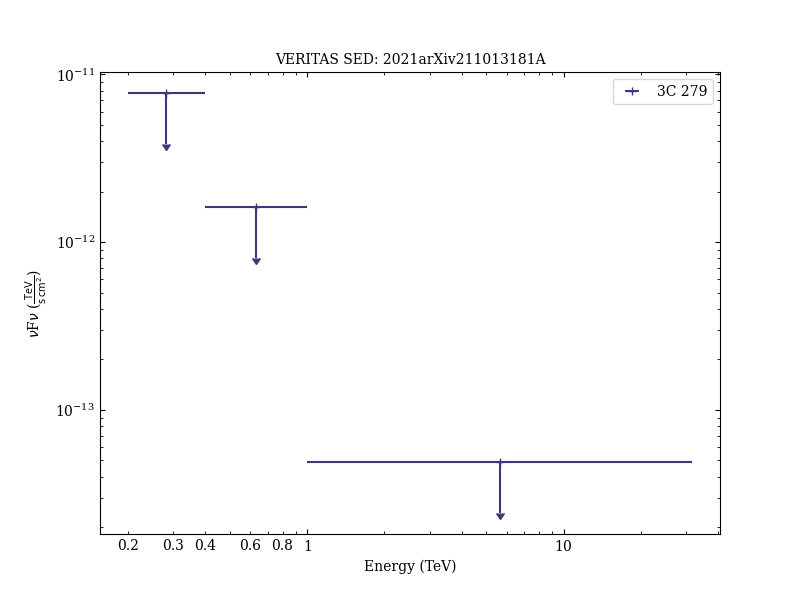 VERITAS SED: 2021arXiv211013181A
3C 279
10⁻¹¹
10⁻¹²
10⁻¹³
νFν (TeV / s cm²)
0.2 0.3 0.4 0.6 0.8 1 10
Energy (TeV)